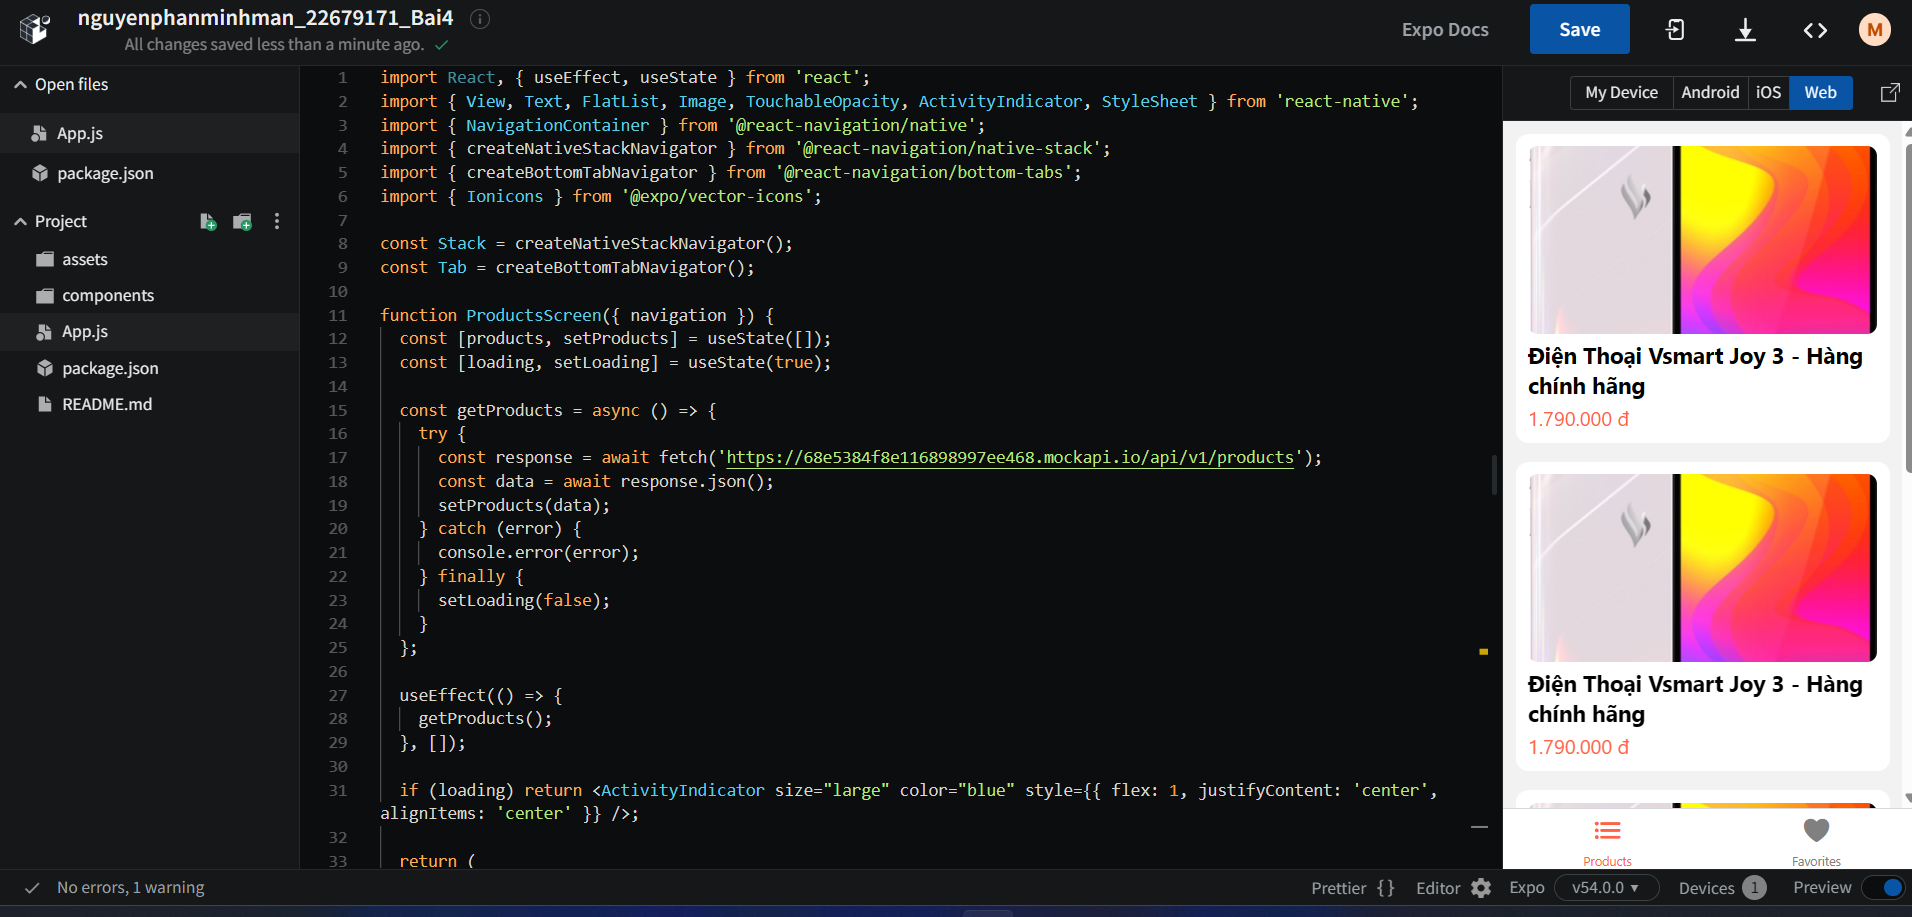 nguyenphanminhman_22679171_Bai4
All changes saved less than a minute ago.
Expo Docs
Save
M
Open files
App.js
package.json
Project
assets
components
App.js
package.json
README.md
1 import React, { useEffect, useState } from 'react';
2 import { View, Text, FlatList, Image, TouchableOpacity, ActivityIndicator, StyleSheet } from 'react-native';
3 import { NavigationContainer } from '@react-navigation/native';
4 import { createNativeStackNavigator } from '@react-navigation/native-stack';
5 import { createBottomTabNavigator } from '@react-navigation/bottom-tabs';
6 import { Ionicons } from '@expo/vector-icons';
7
8 const Stack = createNativeStackNavigator();
9 const Tab = createBottomTabNavigator();
10
11 function ProductsScreen({ navigation }) {
12 const [products, setProducts] = useState([]);
13 const [loading, setLoading] = useState(true);
14
15 const getProducts = async () => {
16 try {
17 const response = await fetch('https://68e5384f8e116898997ee468.mockapi.io/api/v1/products');
18 const data = await response.json();
19 setProducts(data);
20 } catch (error) {
21 console.error(error);
22 } finally {
23 setLoading(false);
24 }
25 };
26
27 useEffect(() => {
28 getProducts();
29 }, []);
30
31 if (loading) return <ActivityIndicator size="large" color="blue" style={{ flex: 1, justifyContent: 'center',
alignItems: 'center' }} />;
32
33 return (
My Device
Android
iOS
Web
Điện Thoại Vsmart Joy 3 - Hàng
chính hãng
1.790.000 đ
Điện Thoại Vsmart Joy 3 - Hàng
chính hãng
1.790.000 đ
Products
Favorites
No errors, 1 warning
Prettier {}
Editor
Expo
v54.0.0
Devices 1
Preview